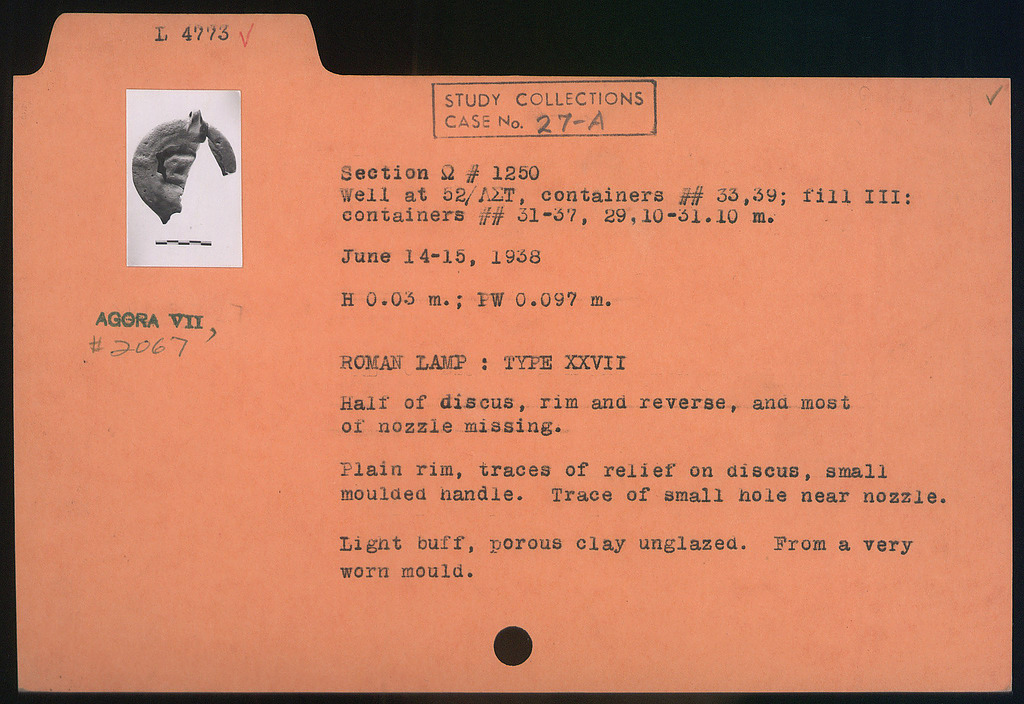 L 4773 ✓
✓
STUDY COLLECTIONS
CASE No. 27-A
Section Ω # 1250
Well at 52/ΛΣΤ, containers ## 33,39; fill III:
containers ## 31-37, 29,10-31.10 m.
June 14-15, 1938
H 0.03 m.; PW 0.097 m.
AGORA VII,
#2067
ROMAN LAMP : TYPE XXVII
Half of discus, rim and reverse, and most
of nozzle missing.
Plain rim, traces of relief on discus, small
moulded handle. Trace of small hole near nozzle.
Light buff, porous clay unglazed. From a very
worn mould.